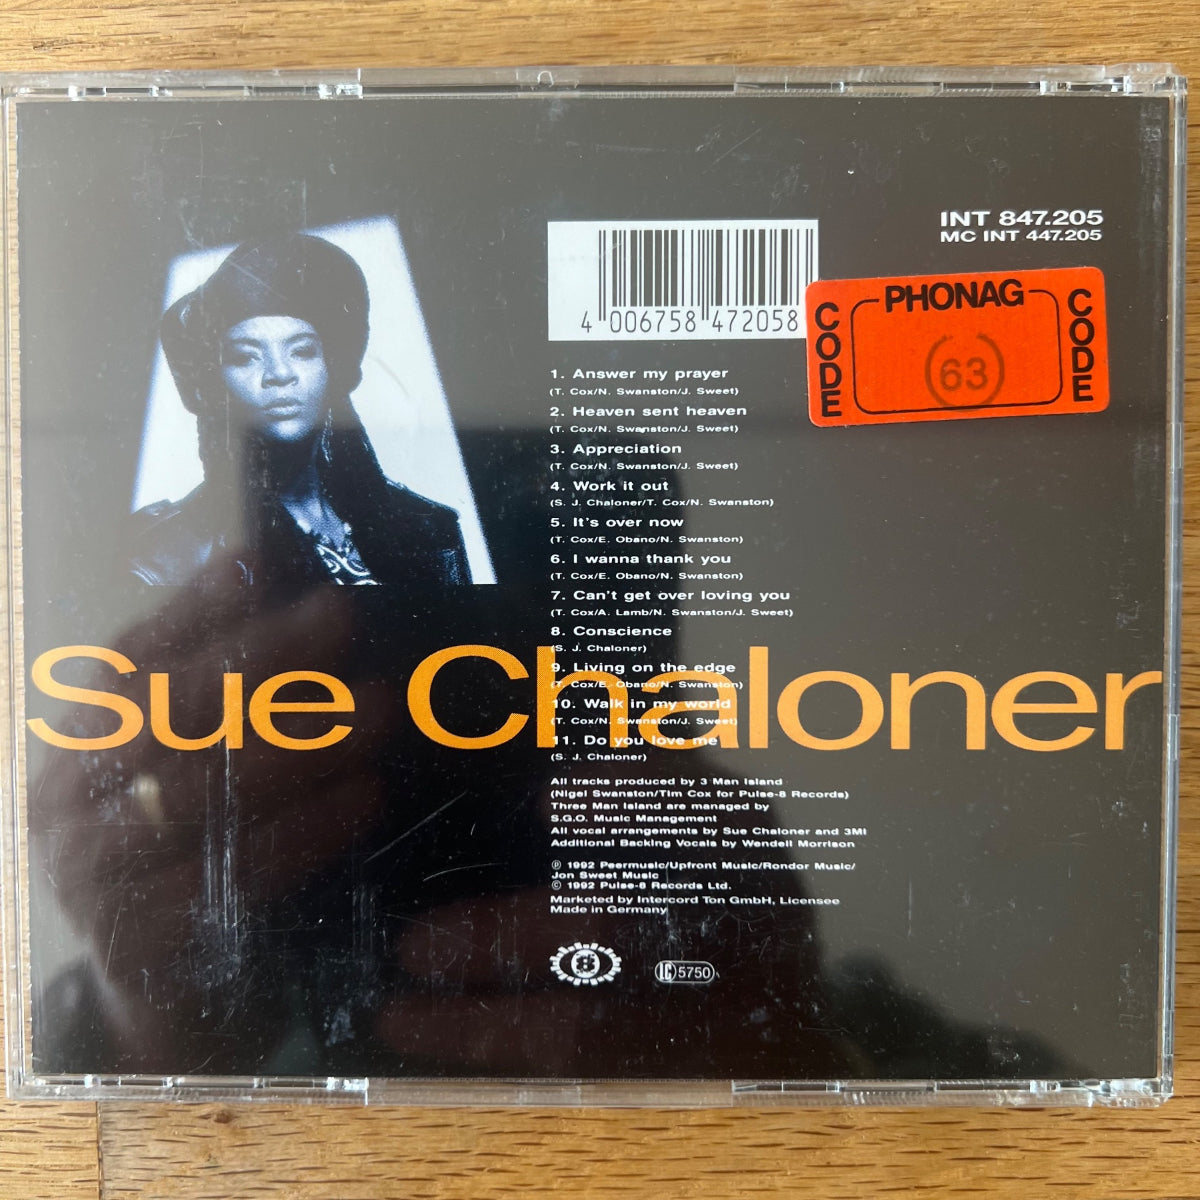 INT 847.205
MC INT 447.205
4 006758 472058
PHONAG
CODE
63
CODE
1. Answer my prayer
(T. Cox/N. Swanston/J. Sweet)
2. Heaven sent heaven
(T. Cox/N. Swanston/J. Sweet)
3. Appreciation
(T. Cox/N. Swanston/J. Sweet)
4. Work it out
(S. J. Chaloner/T. Cox/N. Swanston)
5. It's over now
(T. Cox/E. Obano/N. Swanston)
6. I wanna thank you
(T. Cox/E. Obano/N. Swanston)
7. Can't get over loving you
(T. Cox/A. Lamb/N. Swanston/J. Sweet)
8. Conscience
(S. J. Chaloner)
Sue Chaloner
9. Living on the edge
(T. Cox/E. Obano/N. Swanston)
10. Walk in my world
(T. Cox/N. Swanston/J. Sweet)
11. Do you love me
(S. J. Chaloner)
All tracks produced by 3 Man Island
(Nigel Swanston/Tim Cox for Pulse-8 Records)
Three Man Island are managed by
S.G.O. Music Management
All vocal arrangements by Sue Chaloner and 3MI
Additional Backing Vocals by Wendell Morrison
℗ 1992 Peermusic/Upfront Music/Rondor Music/
Jon Sweet Music
© 1992 Pulse-8 Records Ltd.
Marketed by Intercord Ton GmbH, Licensee
Made in Germany
8
LC 5750